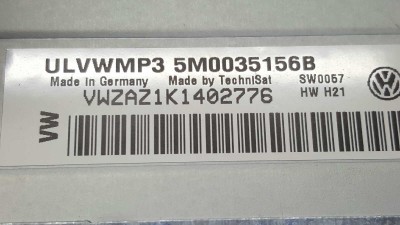 ULVWMP3 5M0035156B
Made in Germany Made by TechniSat SW0057
VWZAZ1K1402776 HW H21
VW